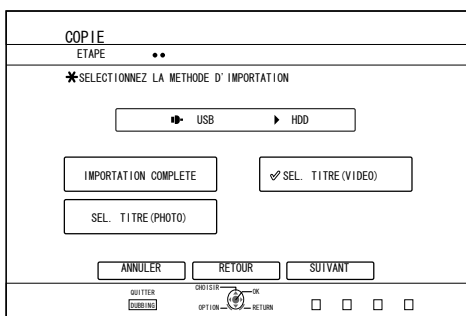 COPIE
ETAPE
SELECTIONNEZ LA METHODE D'IMPORTATION
USB HDD
IMPORTATION COMPLETE SEL. TITRE(VIDEO)
SEL. TITRE(PHOTO)
ANNULER RETOUR SUIVANT
QUITTER CHOISIR OK
DUBBING OPTION RETURN